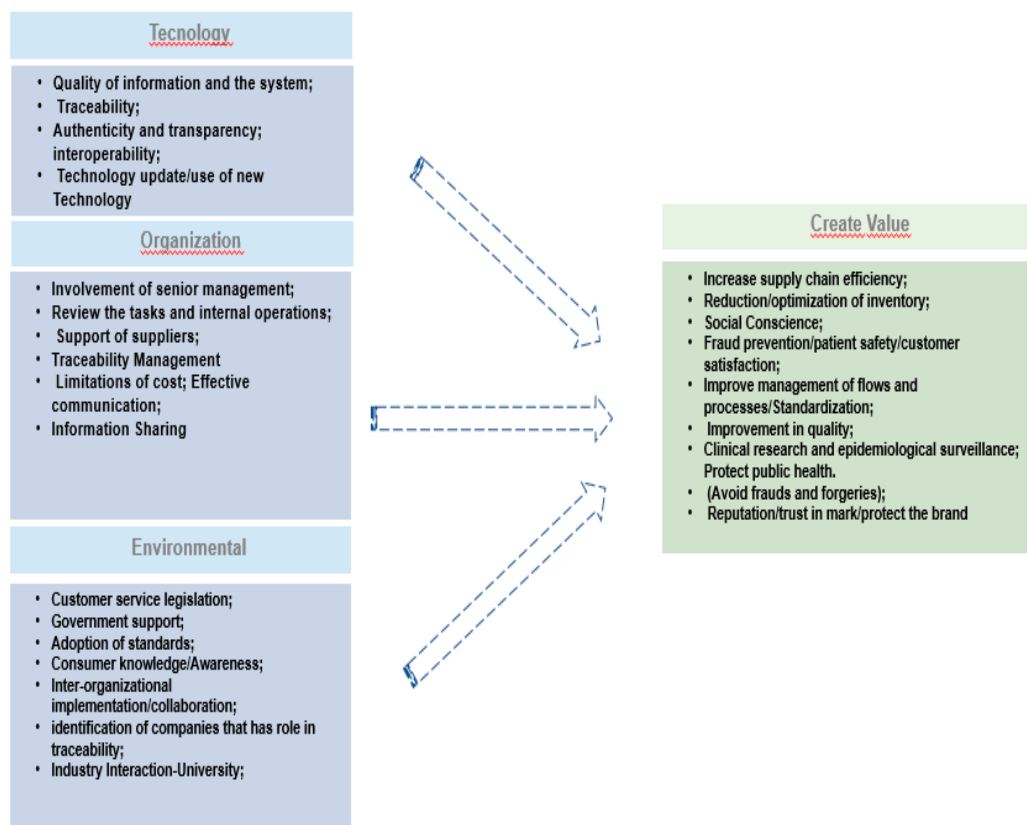 Tecnology
• Quality of information and the system;
• Traceability;
• Authenticity and transparency;
interoperability;
• Technology update/use of new
Technology
Organization
• Involvement of senior management;
• Review the tasks and internal operations;
• Support of suppliers;
• Traceability Management
• Limitations of cost; Effective
communication;
• Information Sharing
Environmental
• Customer service legislation;
• Government support;
• Adoption of standards;
• Consumer knowledge/Awareness;
• Inter-organizational
implementation/collaboration;
• identification of companies that has role in
traceability;
• Industry Interaction-University;
Create Value
• Increase supply chain efficiency;
• Reduction/optimization of inventory;
• Social Conscience;
• Fraud prevention/patient safety/customer
satisfaction;
• Improve management of flows and
processes/Standardization;
• Improvement in quality;
• Clinical research and epidemiological surveillance;
Protect public health.
• (Avoid frauds and forgeries);
• Reputation/trust in mark/protect the brand